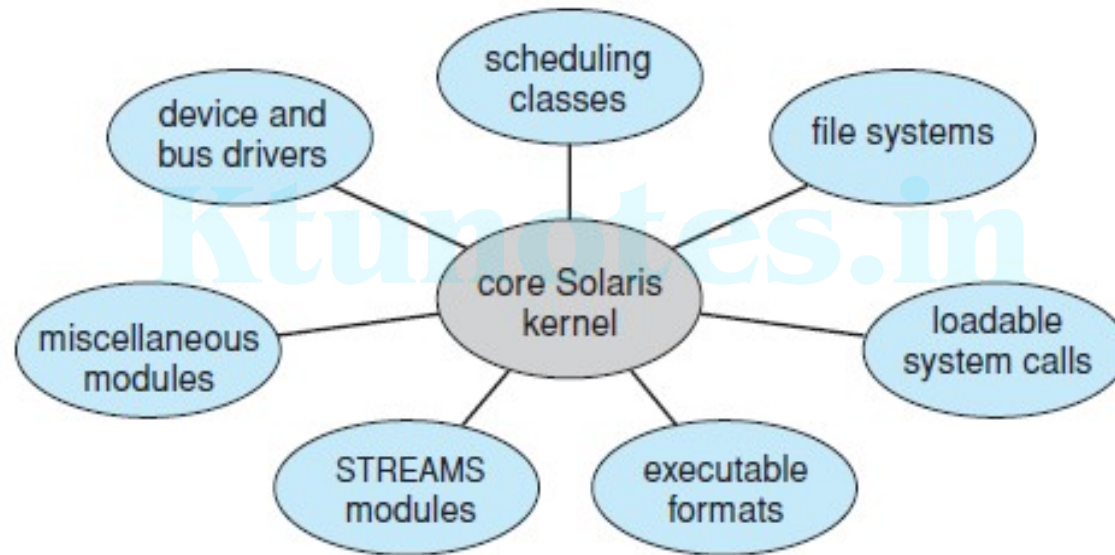 scheduling
classes
device and
bus drivers
file systems
Ktunotes.in
core Solaris
kernel
loadable
system calls
miscellaneous
modules
STREAMS
modules
executable
formats